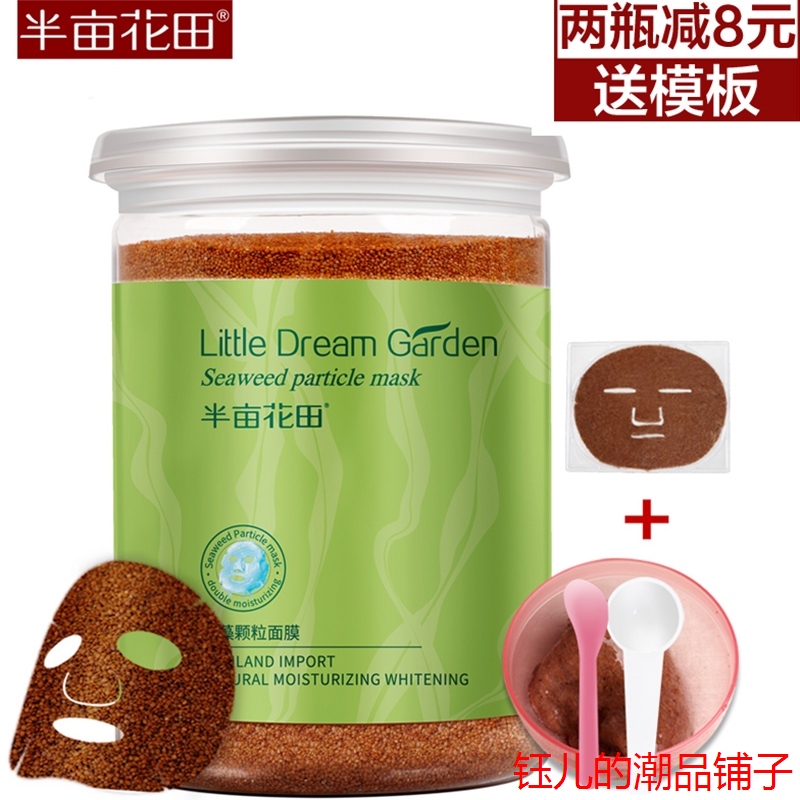 半亩花田®
两瓶减8元
送模板
Little Dream Garden
Seaweed particle mask
半亩花田®
Seaweed Particle mask
double moisturizing
藻颗粒面膜
LAND IMPORT
URAL MOISTURIZING WHITENING
钰儿的潮品铺子